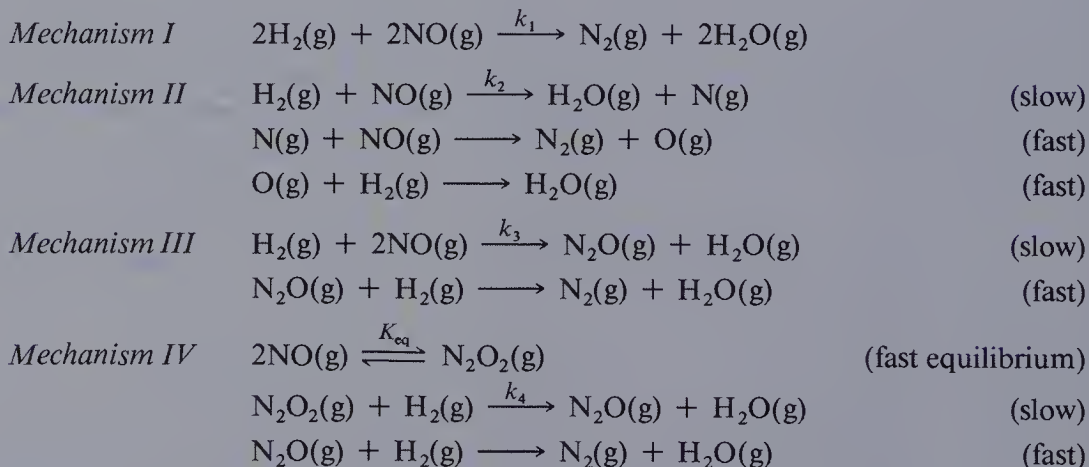 Mechanism I 2H₂(g) + 2NO(g) —k₁→ N₂(g) + 2H₂O(g)
Mechanism II H₂(g) + NO(g) —k₂→ H₂O(g) + N(g) (slow)
N(g) + NO(g) ⟶ N₂(g) + O(g) (fast)
O(g) + H₂(g) ⟶ H₂O(g) (fast)
Mechanism III H₂(g) + 2NO(g) —k₃→ N₂O(g) + H₂O(g) (slow)
N₂O(g) + H₂(g) ⟶ N₂(g) + H₂O(g) (fast)
Mechanism IV 2NO(g) ⇌ K_eq N₂O₂(g) (fast equilibrium)
N₂O₂(g) + H₂(g) —k₄→ N₂O(g) + H₂O(g) (slow)
N₂O(g) + H₂(g) ⟶ N₂(g) + H₂O(g) (fast)